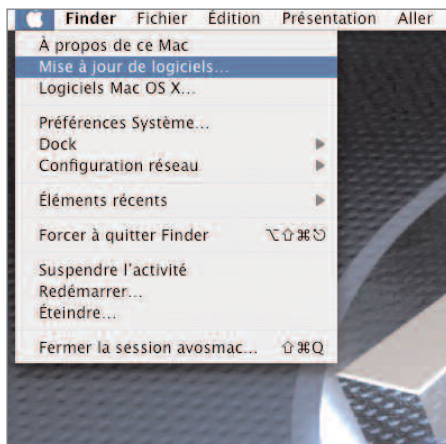 Finder Fichier Édition Présentation Aller
À propos de ce Mac
Mise à jour de logiciels...
Logiciels Mac OS X...
Préférences Système...
Dock
Configuration réseau
Éléments récents
Forcer à quitter Finder ⌥⇧⌘⎋
Suspendre l'activité
Redémarrer...
Éteindre...
Fermer la session avosmac... ⇧⌘Q